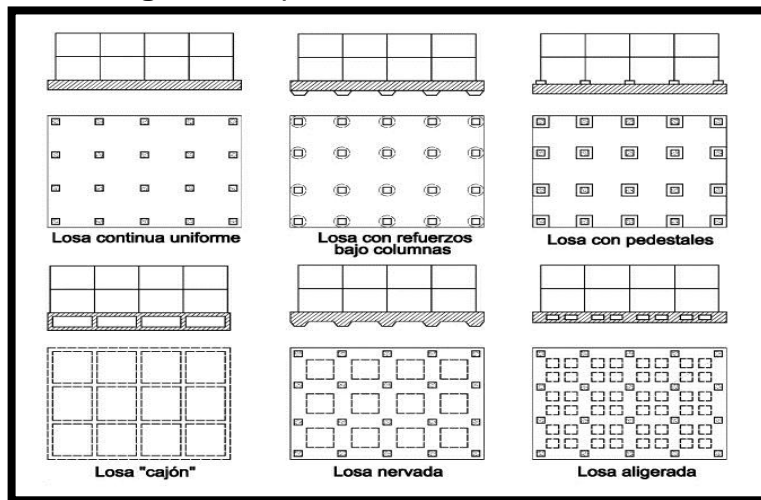 Losa continua uniforme
Losa con refuerzos
bajo columnas
Losa con pedestales
Losa "cajón"
Losa nervada
Losa aligerada